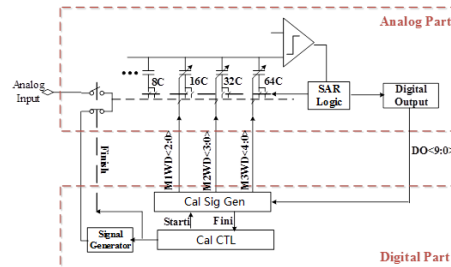 Analog Part
Analog
Input
8C
16C
32C
64C
SAR
Logic
Digital
Output
Finish
M1WD<2:0>
M2WD<3:0>
M3WD<4:0>
DO<9:0>
Cal Sig Gen
Starti
Fini
Signal
Generator
Cal CTL
Digital Part